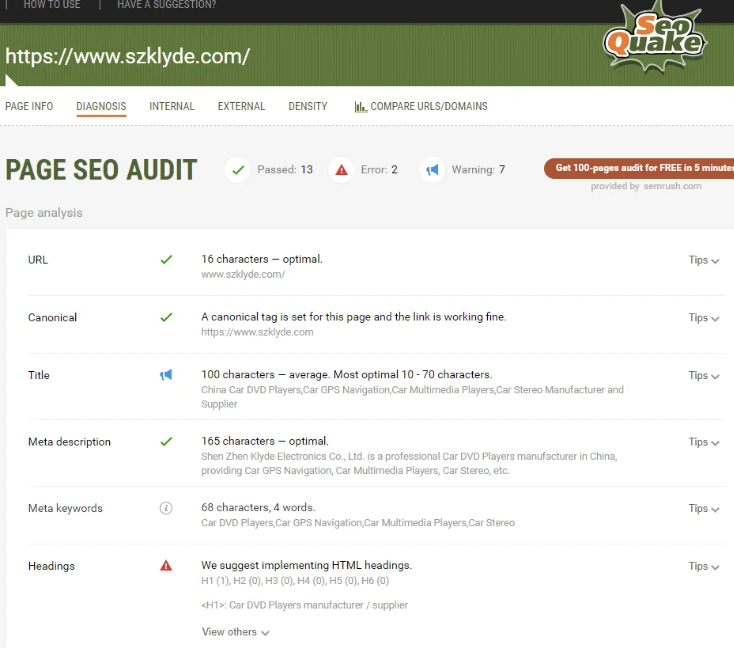 HOW TO USE | HAVE A SUGGESTION?
Seo Quake
https://www.szklyde.com/
PAGE INFO DIAGNOSIS INTERNAL EXTERNAL DENSITY COMPARE URLS/DOMAINS
PAGE SEO AUDIT Passed: 13 Error: 2 Warning: 7 Get 100-pages audit for FREE in 5 minutes
provided by semrush.com
Page analysis
URL 16 characters — optimal. Tips
www.szklyde.com/
Canonical A canonical tag is set for this page and the link is working fine. Tips
https://www.szklyde.com
Title 100 characters — average. Most optimal 10 - 70 characters. Tips
China Car DVD Players,Car GPS Navigation,Car Multimedia Players,Car Stereo Manufacturer and
Supplier
Meta description 165 characters — optimal. Tips
Shen Zhen Klyde Electronics Co., Ltd. is a professional Car DVD Players manufacturer in China,
providing Car GPS Navigation, Car Multimedia Players, Car Stereo, etc.
Meta keywords 68 characters, 4 words. Tips
Car DVD Players,Car GPS Navigation,Car Multimedia Players,Car Stereo
Headings We suggest implementing HTML headings. Tips
H1 (1), H2 (0), H3 (0), H4 (0), H5 (0), H6 (0)
<H1>: Car DVD Players manufacturer / supplier
View others